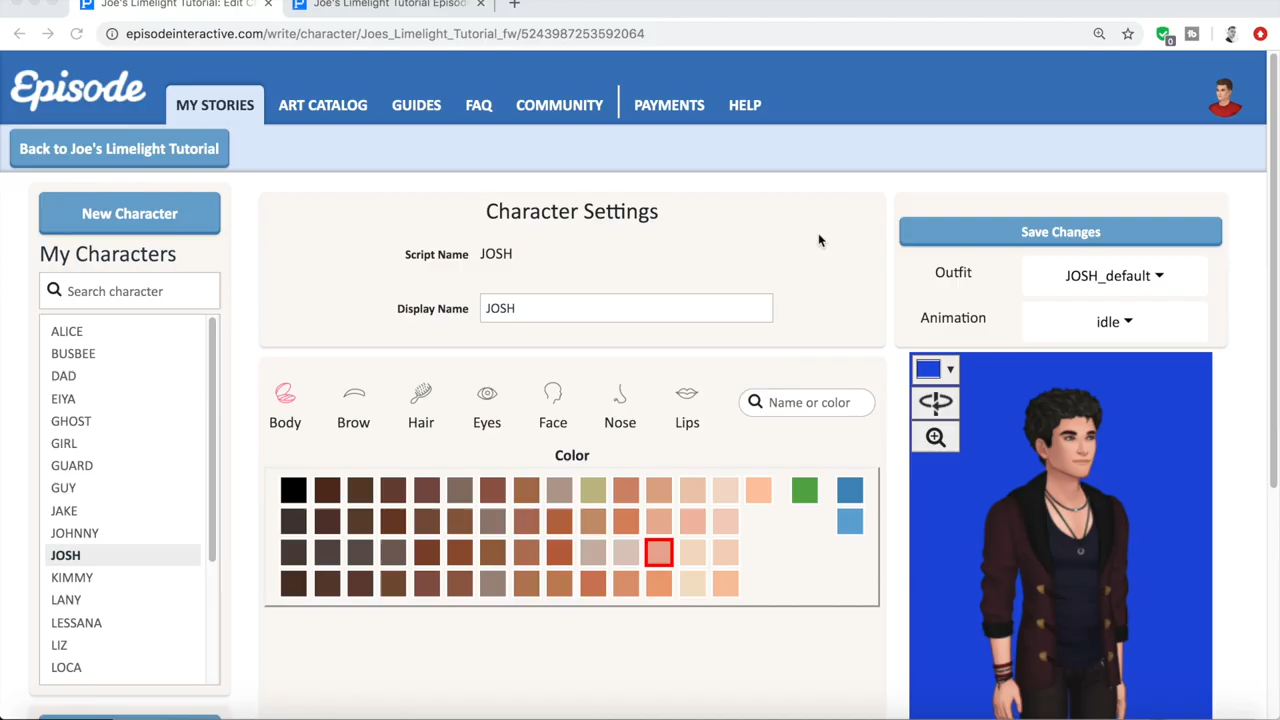 Joe's Limelight Tutorial: Edit C
Joe's Limelight Tutorial Episod
episodeinteractive.com/write/character/Joes_Limelight_Tutorial_fw/5243987253592064
0
Episode
MY STORIES
ART CATALOG
GUIDES
FAQ
COMMUNITY
PAYMENTS
HELP
Back to Joe's Limelight Tutorial
New Character
My Characters
Search character
ALICE
BUSBEE
DAD
EIYA
GHOST
GIRL
GUARD
GUY
JAKE
JOHNNY
JOSH
KIMMY
LANY
LESSANA
LIZ
LOCA
Character Settings
Script Name JOSH
Display Name JOSH
Body
Brow
Hair
Eyes
Face
Nose
Lips
Name or color
Color
Save Changes
Outfit JOSH_default
Animation idle